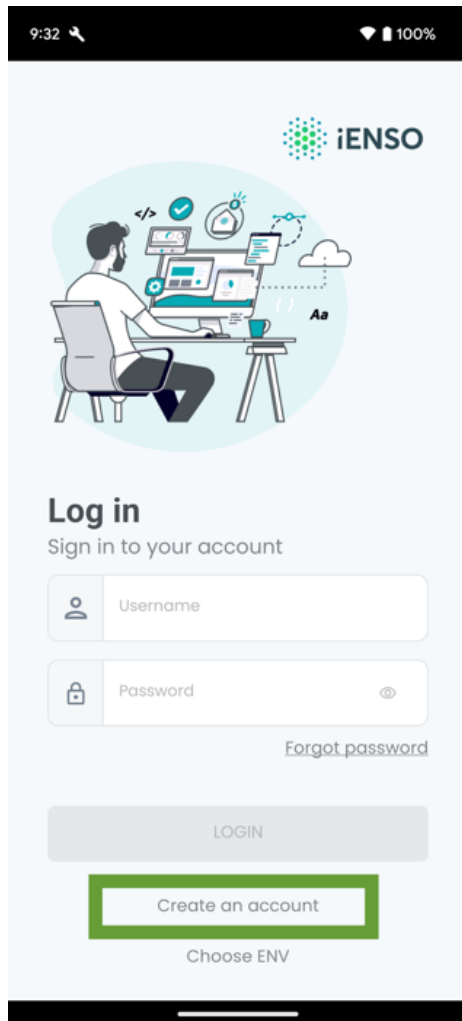 9:32 100%
iENSO
</>
{ }
Aa
Log in
Sign in to your account
Username
Password
Forgot password
LOGIN
Create an account
Choose ENV